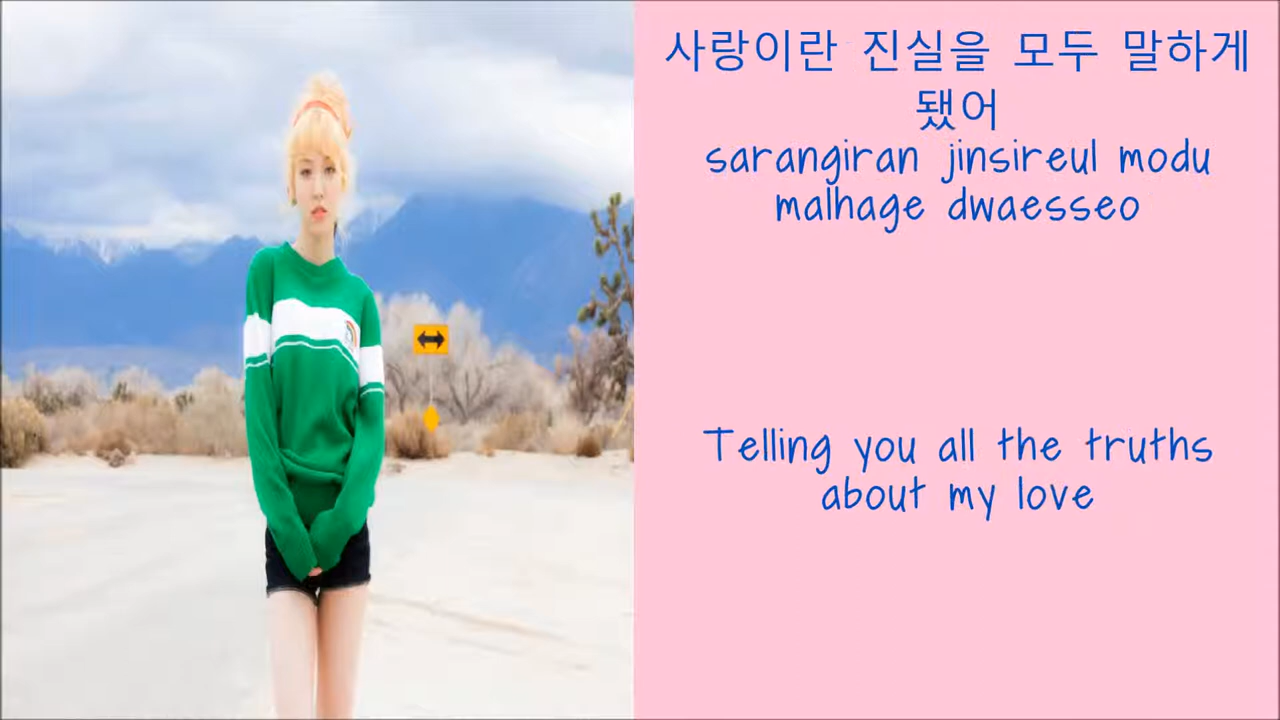 사랑이란 진실을 모두 말하게
됐어
sarangiran jinsireul modu
malhage dwaesseo
Telling you all the truths
about my love